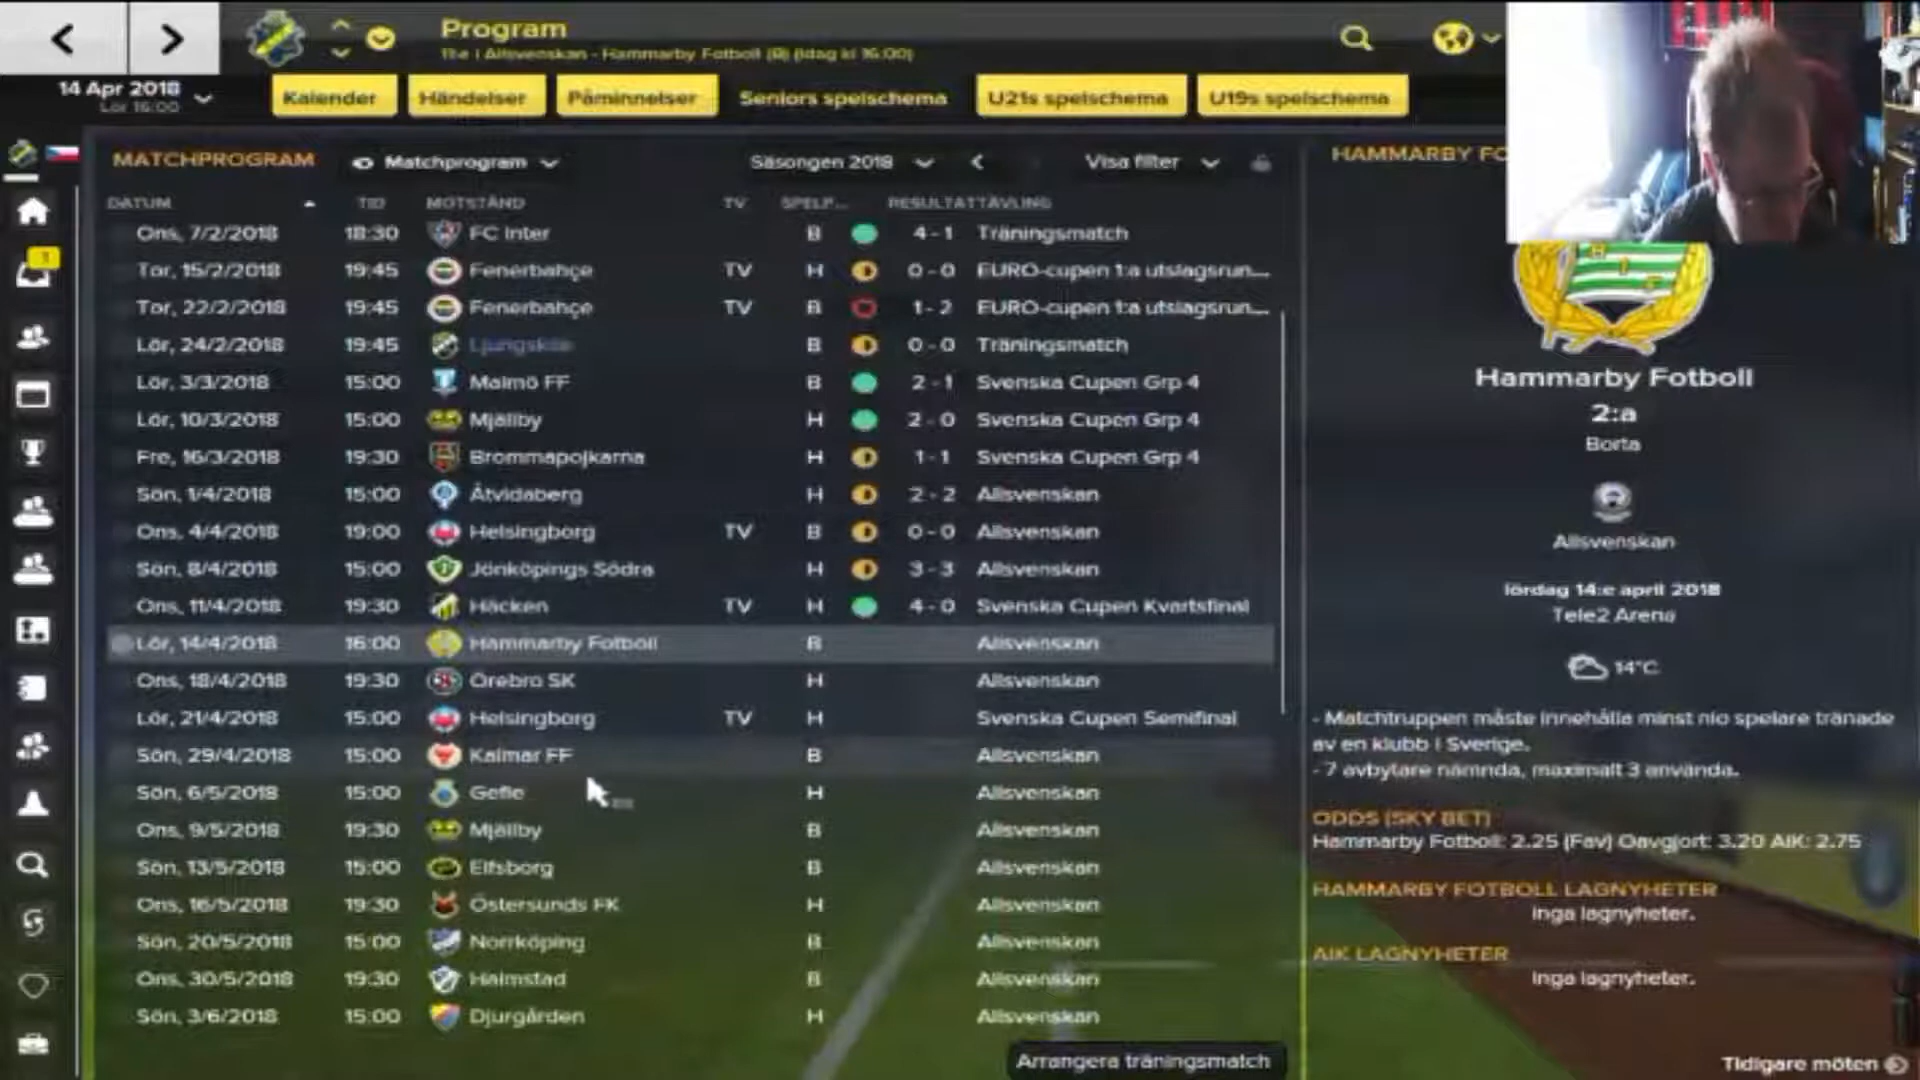 Program
11:e i Allsvenskan - Hammarby Fotboll (B) (Idag kl 16:00)
14 Apr 2018
Lör 16:00
Kalender
Händelser
Påminnelser
Seniors spelschema
U21s spelschema
U19s spelschema
MATCHPROGRAM
Matchprogram
Säsongen 2018
Visa filter
DATUM TID MOTSTÅND TV SPELP... RESULTAT TÄVLING
Ons, 7/2/2018 18:30 FC Inter B 4 - 1 Träningsmatch
Tor, 15/2/2018 19:45 Fenerbahçe TV H 0 - 0 EURO-cupen 1:a utslagsrun...
Tor, 22/2/2018 19:45 Fenerbahçe TV B 1 - 2 EURO-cupen 1:a utslagsrun...
Lör, 24/2/2018 19:45 Ljungskile B 0 - 0 Träningsmatch
Lör, 3/3/2018 15:00 Malmö FF B 2 - 1 Svenska Cupen Grp 4
Lör, 10/3/2018 15:00 Mjällby H 2 - 0 Svenska Cupen Grp 4
Fre, 16/3/2018 19:30 Brommapojkarna H 1 - 1 Svenska Cupen Grp 4
Sön, 1/4/2018 15:00 Åtvidaberg H 2 - 2 Allsvenskan
Ons, 4/4/2018 19:00 Helsingborg TV B 0 - 0 Allsvenskan
Sön, 8/4/2018 15:00 Jönköpings Södra H 3 - 3 Allsvenskan
Ons, 11/4/2018 19:30 Häcken TV H 4 - 0 Svenska Cupen Kvartsfinal
Lör, 14/4/2018 16:00 Hammarby Fotboll B Allsvenskan
Ons, 18/4/2018 19:30 Örebro SK H Allsvenskan
Lör, 21/4/2018 15:00 Helsingborg TV H Svenska Cupen Semifinal
Sön, 29/4/2018 15:00 Kalmar FF B Allsvenskan
Sön, 6/5/2018 15:00 Gefle H Allsvenskan
Ons, 9/5/2018 19:30 Mjällby B Allsvenskan
Sön, 13/5/2018 15:00 Elfsborg B Allsvenskan
Ons, 16/5/2018 19:30 Östersunds FK H Allsvenskan
Sön, 20/5/2018 15:00 Norrköping B Allsvenskan
Ons, 30/5/2018 19:30 Halmstad B Allsvenskan
Sön, 3/6/2018 15:00 Djurgården H Allsvenskan
Arrangera träningsmatch
HAMMARBY FO
Hammarby Fotboll
2:a
Borta
Allsvenskan
lördag 14:e april 2018
Tele2 Arena
14°C
- Matchtruppen måste innehålla minst nio spelare tränade
av en klubb i Sverige.
- 7 avbytare nämnda, maximalt 3 använda.
ODDS (SKY BET)
Hammarby Fotboll: 2.25 (Fav) Oavgjort: 3.20 AIK: 2.75
HAMMARBY FOTBOLL LAGNYHETER
Inga lagnyheter.
AIK LAGNYHETER
Inga lagnyheter.
Tidigare möten